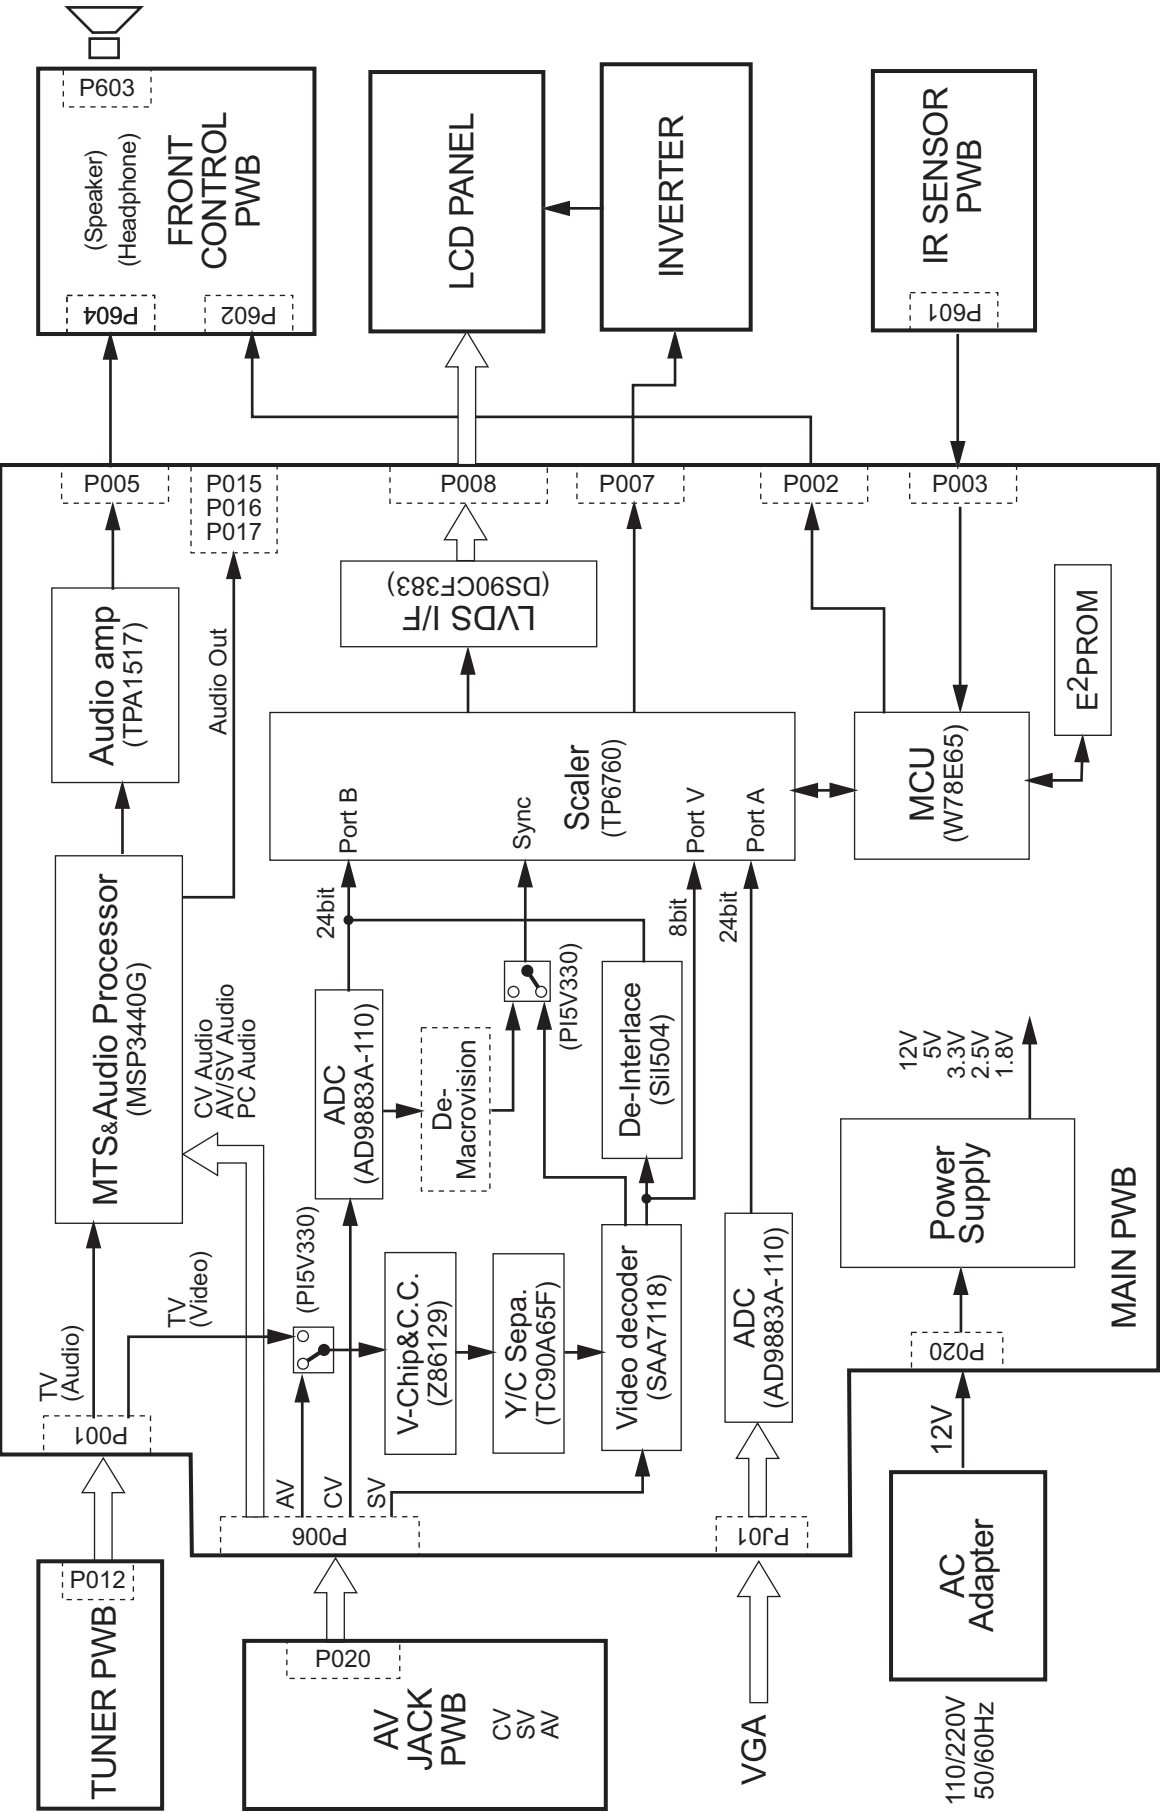 P603
(Speaker)
(Headphone)
FRONT
CONTROL
PWB
P604
P602
LCD PANEL
INVERTER
IR SENSOR
PWB
P601
P005
P015
P016
P017
P008
P007
P002
P003
Audio amp
(TPA1517)
Audio Out
LVDS I/F
(DS90CF383)
E2PROM
MTS&Audio Processor
(MSP3440G)
CV Audio
AV/SV Audio
PC Audio
Port B
Sync
Scaler
(TP6760)
Port V
Port A
MCU
(W78E65)
24bit
8bit
24bit
ADC
(AD9883A-110)
De-
Macrovision
(PI5V330)
De-Interlace
(SiI504)
12V
5V
3.3V
2.5V
1.8V
Power
Supply
MAIN PWB
TV
(Audio)
TV
(Video)
(PI5V330)
V-Chip&C.C.
(Z86129)
Y/C Sepa.
(TC90A65F)
Video decoder
(SAA7118)
ADC
(AD9883A-110)
P001
AV
CV
SV
P006
PJ01
P020
12V
P012
TUNER PWB
P020
AV
JACK
PWB
CV
SV
AV
VGA
AC
Adapter
110/220V
50/60Hz